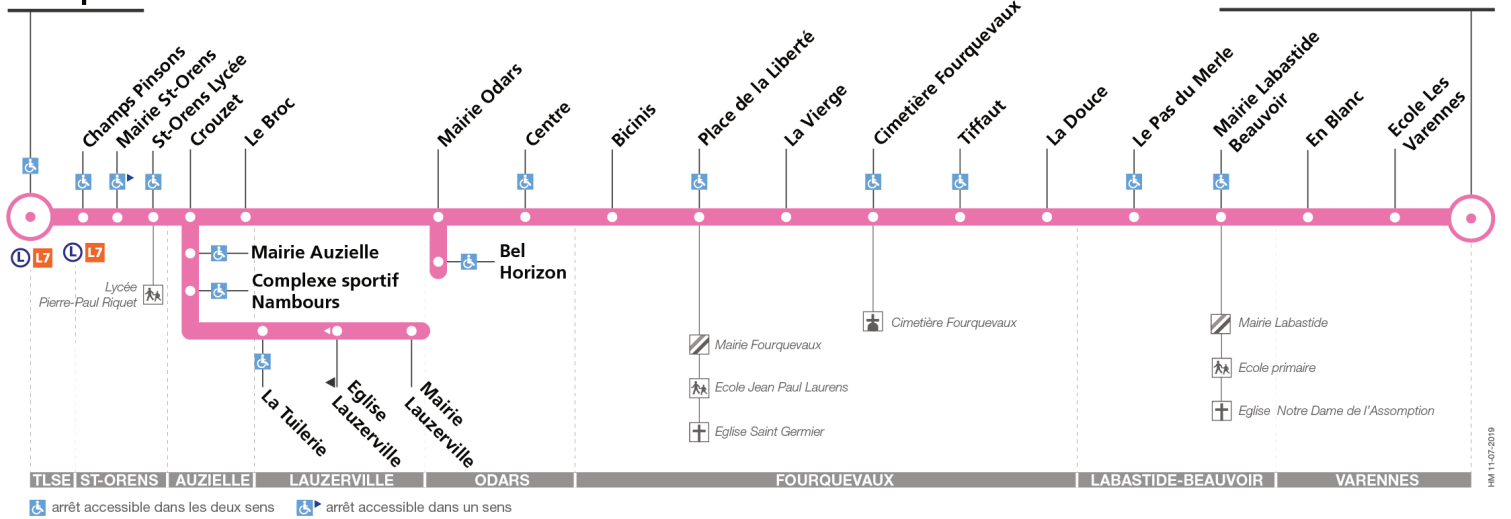 Champs Pinsons
Mairie St-Orens
St-Orens Lycée
Crouzet
Le Broc
Mairie Odars
Centre
Bicinis
Place de la Liberté
La Vierge
Cimetière Fourquevaux
Tiffaut
La Douce
Le Pas du Merle
Mairie Labastide
Beauvoir
En Blanc
Ecole Les
Varennes
L L7
L L7
Lycée
Pierre-Paul Riquet
Mairie Auzielle
Complexe sportif
Nambours
Bel
Horizon
La Tuilerie
Eglise
Lauzerville
Mairie
Lauzerville
Mairie Fourquevaux
Ecole Jean Paul Laurens
Eglise Saint Germier
Cimetière Fourquevaux
Mairie Labastide
Ecole primaire
Eglise Notre Dame de l'Assomption
TLSE ST-ORENS AUZIELLE LAUZERVILLE ODARS FOURQUEVAUX LABASTIDE-BEAUVOIR VARENNES
arrêt accessible dans les deux sens arrêt accessible dans un sens
HM 11-07-2019